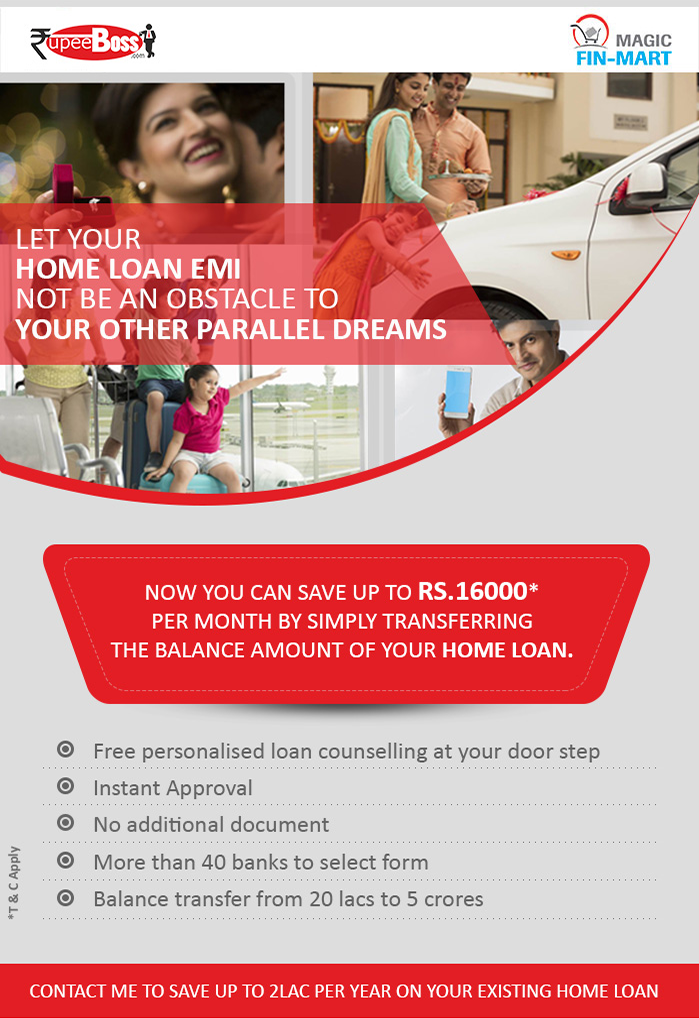 ₹upeeBoss
.com
MAGIC
FIN-MART
LET YOUR
HOME LOAN EMI
NOT BE AN OBSTACLE TO
YOUR OTHER PARALLEL DREAMS
NOW YOU CAN SAVE UP TO RS.16000*
PER MONTH BY SIMPLY TRANSFERRING
THE BALANCE AMOUNT OF YOUR HOME LOAN.
Free personalised loan counselling at your door step
Instant Approval
No additional document
More than 40 banks to select form
Balance transfer from 20 lacs to 5 crores
*T & C Apply
CONTACT ME TO SAVE UP TO 2LAC PER YEAR ON YOUR EXISTING HOME LOAN